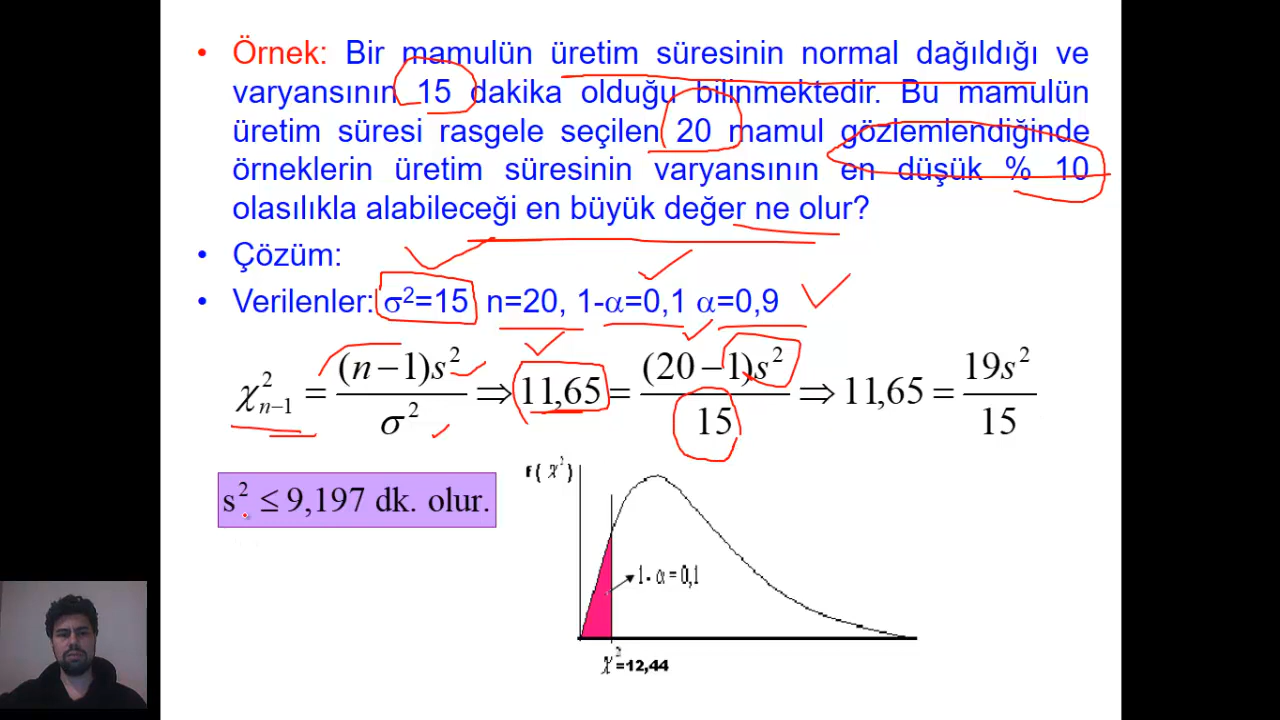 • Örnek: Bir mamulün üretim süresinin normal dağıldığı ve
varyansının 15 dakika olduğu bilinmektedir. Bu mamulün
üretim süresi rasgele seçilen 20 mamul gözlemlendiğinde
örneklerin üretim süresinin varyansının en düşük % 10
olasılıkla alabileceği en büyük değer ne olur?
• Çözüm:
• Verilenler: σ²=15 n=20, 1-α=0,1 α=0,9
χ²ₙ₋₁ = (n−1)s² / σ² ⇒ 11,65 = (20−1)s² / 15 ⇒ 11,65 = 19s² / 15
s² ≤ 9,197 dk. olur.
f( χ² )
1- α = 0,1
χ²=12,44